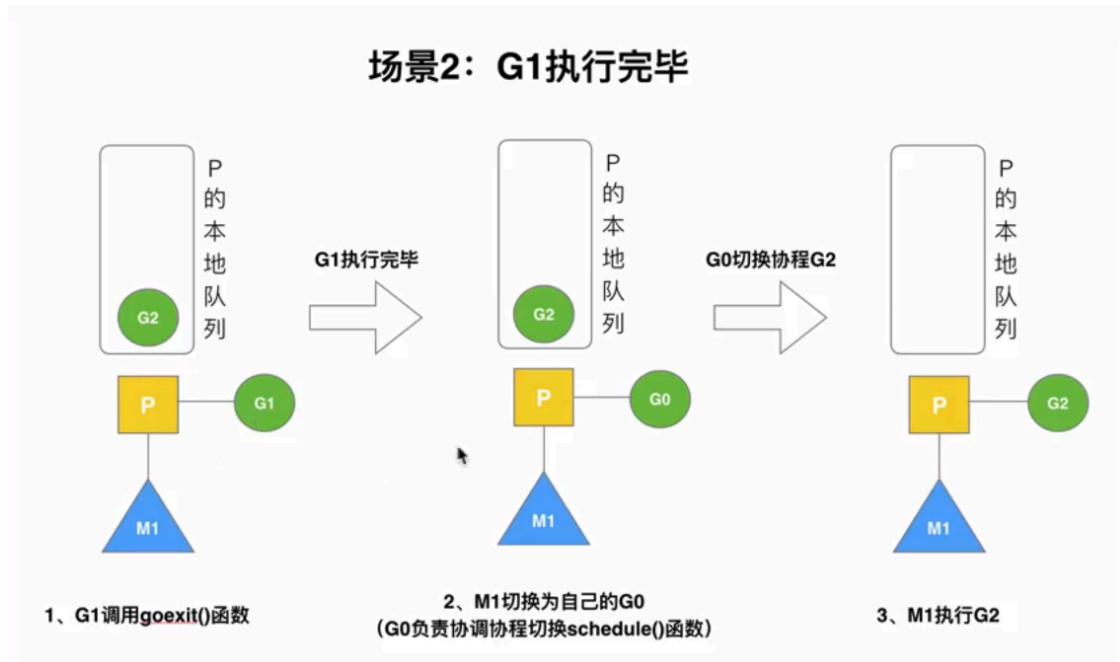 场景2：G1执行完毕
P的本地队列
G2
P
G1
M1
1、G1调用goexit()函数
G1执行完毕
P的本地队列
G2
P
G0
M1
2、M1切换为自己的G0
（G0负责协调协程切换schedule()函数）
G0切换协程G2
P的本地队列
P
G2
M1
3、M1执行G2